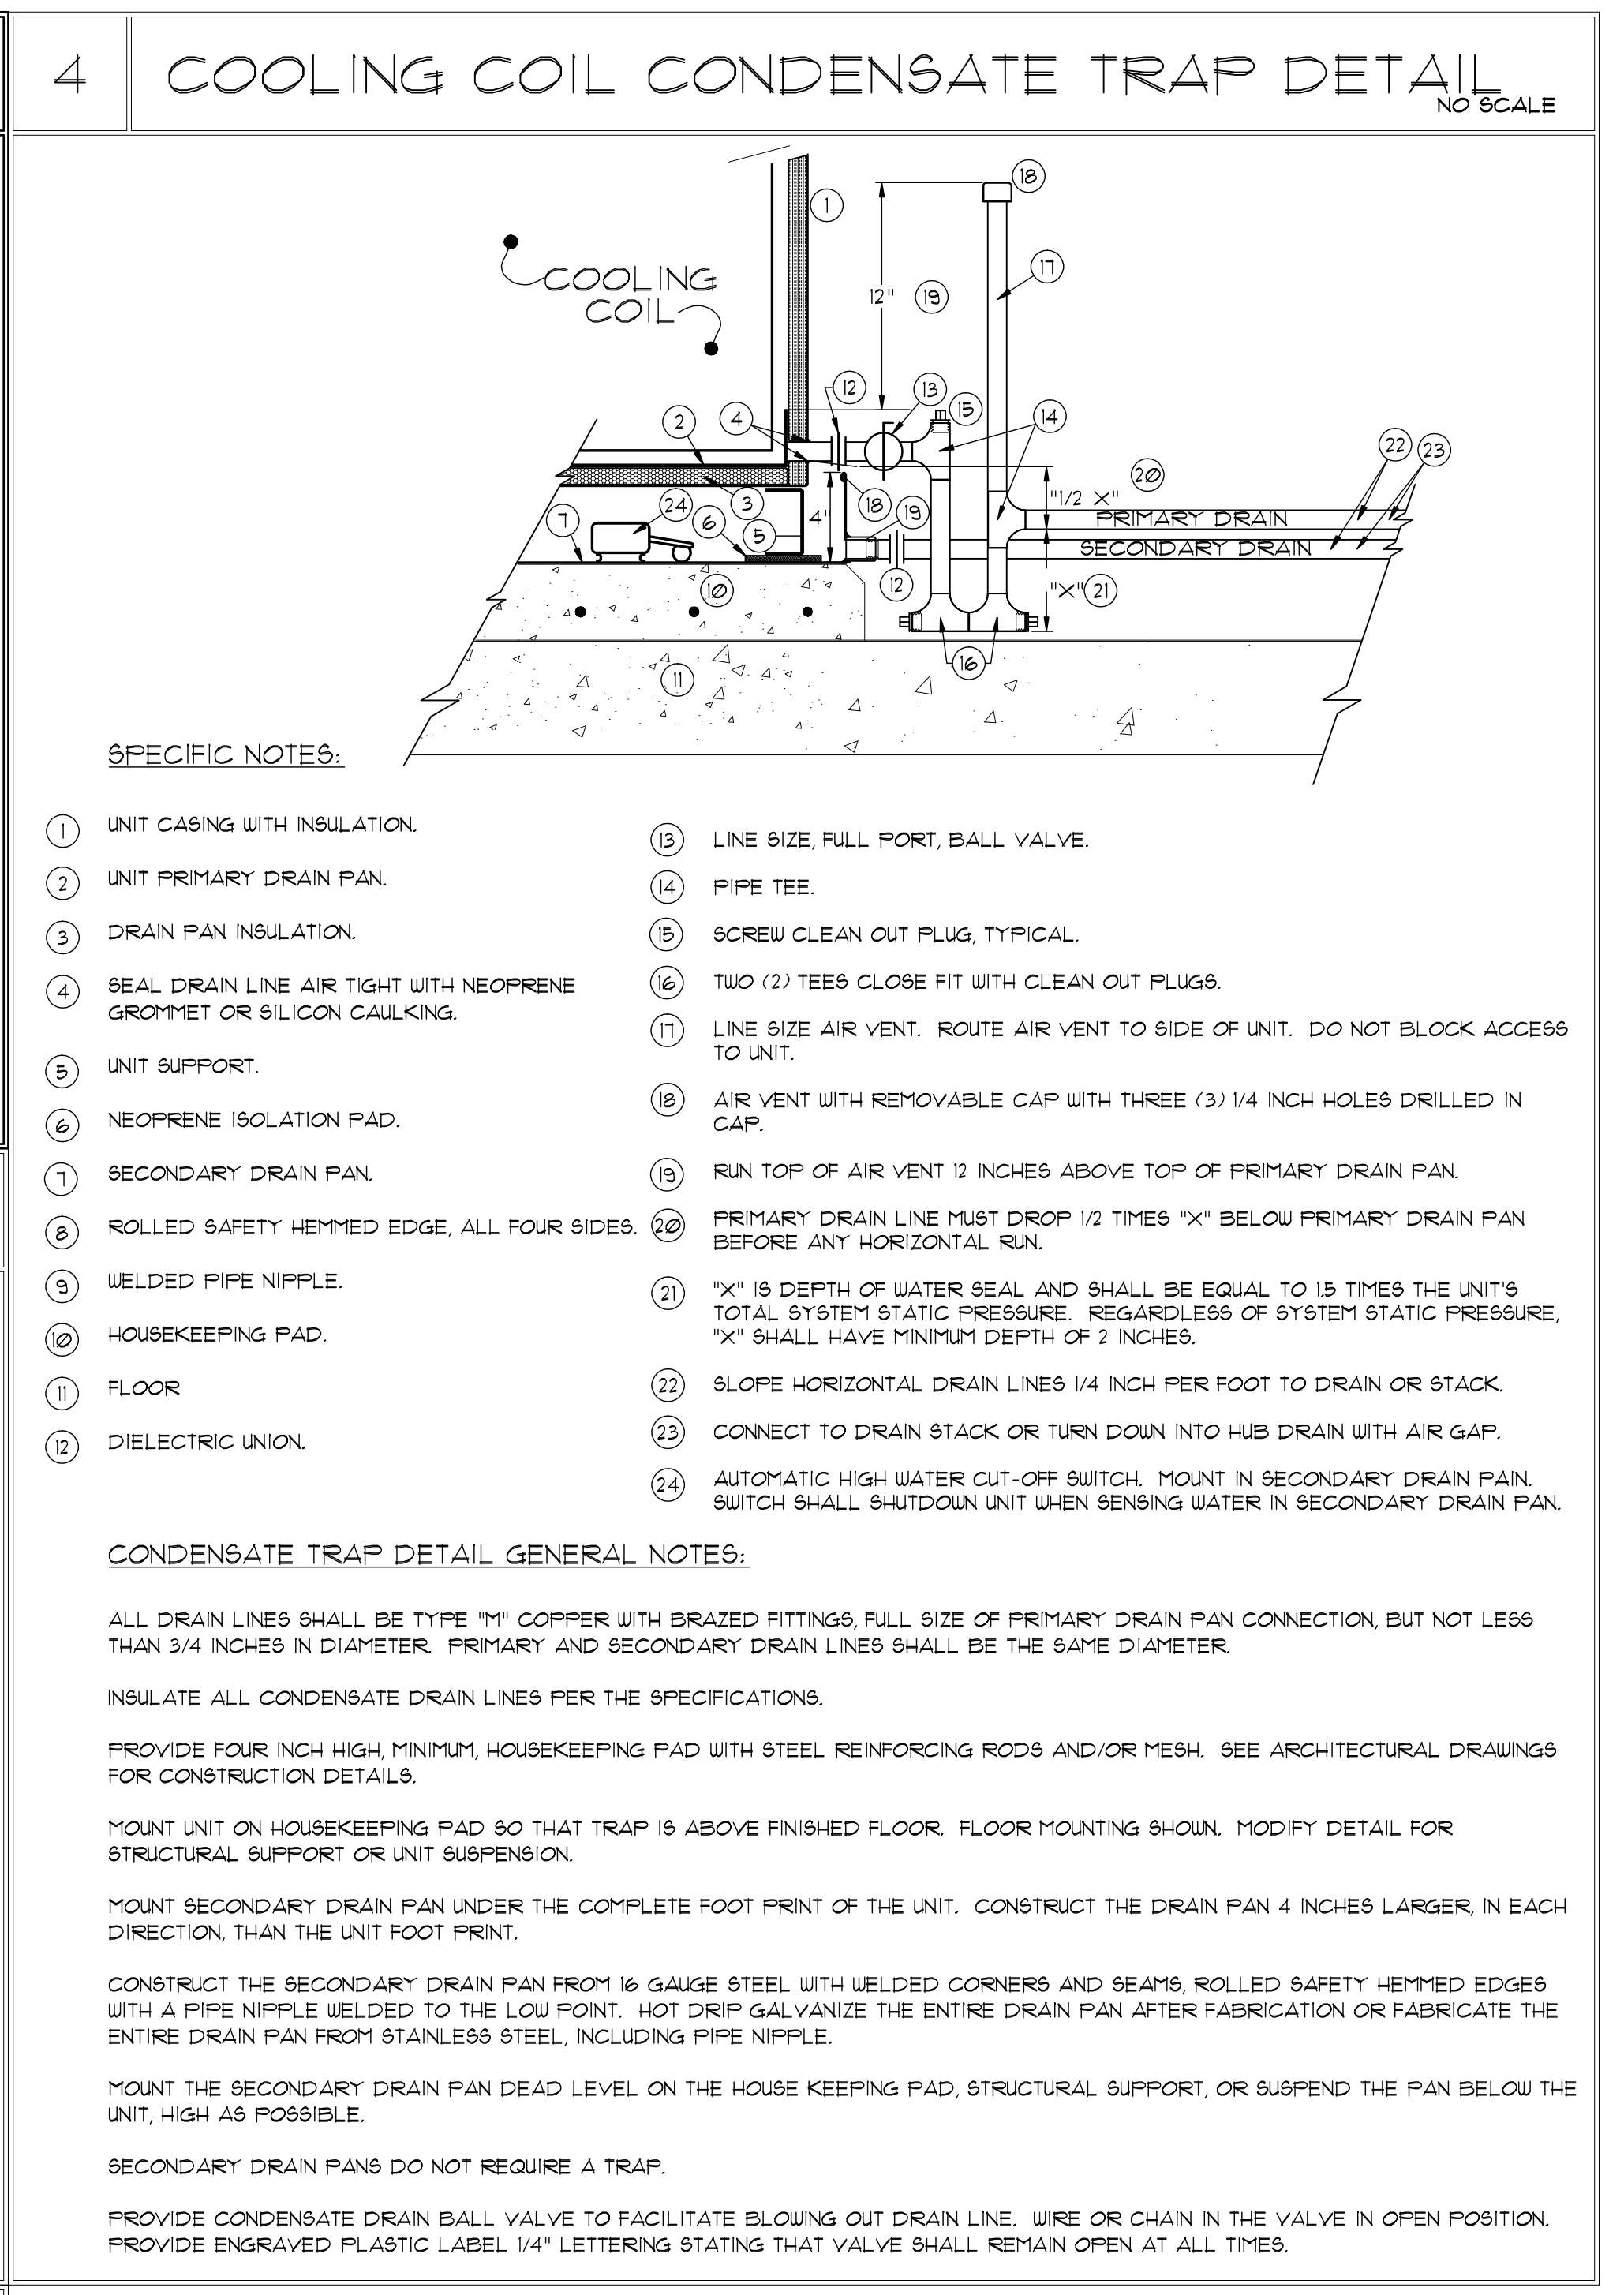 4
COOLING COIL CONDENSATE TRAP DETAIL
NO SCALE
18
1
17
COOLING
COIL
12"
19
12
13
15
14
2
4
22
23
20
"1/2 X"
24
3
18
19
7
6
5
4"
PRIMARY DRAIN
SECONDARY DRAIN
10
12
"X"
21
16
11
SPECIFIC NOTES:
1 UNIT CASING WITH INSULATION.
2 UNIT PRIMARY DRAIN PAN.
3 DRAIN PAN INSULATION.
4 SEAL DRAIN LINE AIR TIGHT WITH NEOPRENE
GROMMET OR SILICON CAULKING.
5 UNIT SUPPORT.
6 NEOPRENE ISOLATION PAD.
7 SECONDARY DRAIN PAN.
8 ROLLED SAFETY HEMMED EDGE, ALL FOUR SIDES.
9 WELDED PIPE NIPPLE.
10 HOUSEKEEPING PAD.
11 FLOOR
12 DIELECTRIC UNION.
13 LINE SIZE, FULL PORT, BALL VALVE.
14 PIPE TEE.
15 SCREW CLEAN OUT PLUG, TYPICAL.
16 TWO (2) TEES CLOSE FIT WITH CLEAN OUT PLUGS.
17 LINE SIZE AIR VENT. ROUTE AIR VENT TO SIDE OF UNIT. DO NOT BLOCK ACCESS
TO UNIT.
18 AIR VENT WITH REMOVABLE CAP WITH THREE (3) 1/4 INCH HOLES DRILLED IN
CAP.
19 RUN TOP OF AIR VENT 12 INCHES ABOVE TOP OF PRIMARY DRAIN PAN.
20 PRIMARY DRAIN LINE MUST DROP 1/2 TIMES "X" BELOW PRIMARY DRAIN PAN
BEFORE ANY HORIZONTAL RUN.
21 "X" IS DEPTH OF WATER SEAL AND SHALL BE EQUAL TO 1.5 TIMES THE UNIT'S
TOTAL SYSTEM STATIC PRESSURE. REGARDLESS OF SYSTEM STATIC PRESSURE,
"X" SHALL HAVE MINIMUM DEPTH OF 2 INCHES.
22 SLOPE HORIZONTAL DRAIN LINES 1/4 INCH PER FOOT TO DRAIN OR STACK.
23 CONNECT TO DRAIN STACK OR TURN DOWN INTO HUB DRAIN WITH AIR GAP.
24 AUTOMATIC HIGH WATER CUT-OFF SWITCH. MOUNT IN SECONDARY DRAIN PAIN.
SWITCH SHALL SHUTDOWN UNIT WHEN SENSING WATER IN SECONDARY DRAIN PAN.
CONDENSATE TRAP DETAIL GENERAL NOTES:
ALL DRAIN LINES SHALL BE TYPE "M" COPPER WITH BRAZED FITTINGS, FULL SIZE OF PRIMARY DRAIN PAN CONNECTION, BUT NOT LESS
THAN 3/4 INCHES IN DIAMETER. PRIMARY AND SECONDARY DRAIN LINES SHALL BE THE SAME DIAMETER.
INSULATE ALL CONDENSATE DRAIN LINES PER THE SPECIFICATIONS.
PROVIDE FOUR INCH HIGH, MINIMUM, HOUSEKEEPING PAD WITH STEEL REINFORCING RODS AND/OR MESH. SEE ARCHITECTURAL DRAWINGS
FOR CONSTRUCTION DETAILS.
MOUNT UNIT ON HOUSEKEEPING PAD SO THAT TRAP IS ABOVE FINISHED FLOOR. FLOOR MOUNTING SHOWN. MODIFY DETAIL FOR
STRUCTURAL SUPPORT OR UNIT SUSPENSION.
MOUNT SECONDARY DRAIN PAN UNDER THE COMPLETE FOOT PRINT OF THE UNIT. CONSTRUCT THE DRAIN PAN 4 INCHES LARGER, IN EACH
DIRECTION, THAN THE UNIT FOOT PRINT.
CONSTRUCT THE SECONDARY DRAIN PAN FROM 16 GAUGE STEEL WITH WELDED CORNERS AND SEAMS, ROLLED SAFETY HEMMED EDGES
WITH A PIPE NIPPLE WELDED TO THE LOW POINT. HOT DRIP GALVANIZE THE ENTIRE DRAIN PAN AFTER FABRICATION OR FABRICATE THE
ENTIRE DRAIN PAN FROM STAINLESS STEEL, INCLUDING PIPE NIPPLE.
MOUNT THE SECONDARY DRAIN PAN DEAD LEVEL ON THE HOUSE KEEPING PAD, STRUCTURAL SUPPORT, OR SUSPEND THE PAN BELOW THE
UNIT, HIGH AS POSSIBLE.
SECONDARY DRAIN PANS DO NOT REQUIRE A TRAP.
PROVIDE CONDENSATE DRAIN BALL VALVE TO FACILITATE BLOWING OUT DRAIN LINE. WIRE OR CHAIN IN THE VALVE IN OPEN POSITION.
PROVIDE ENGRAVED PLASTIC LABEL 1/4" LETTERING STATING THAT VALVE SHALL REMAIN OPEN AT ALL TIMES.